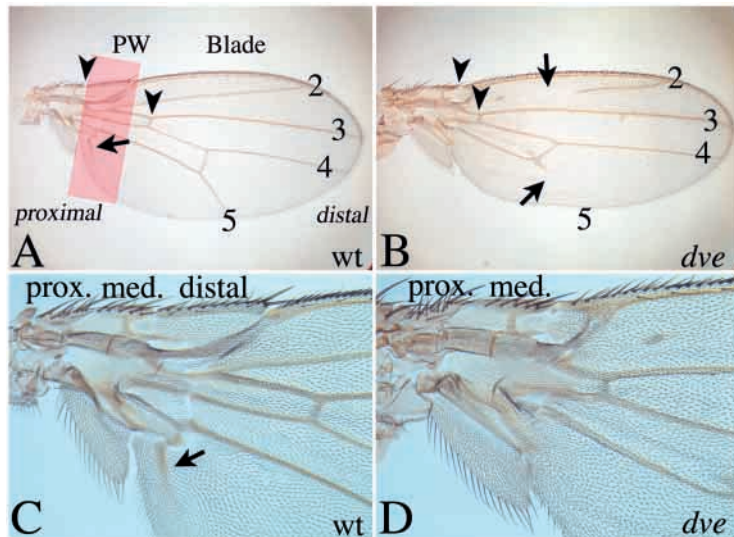 PW Blade
2
3
4
5
proximal
distal
A
wt
2
3
4
5
B
dve
prox. med. distal
C
wt
prox. med.
D
dve